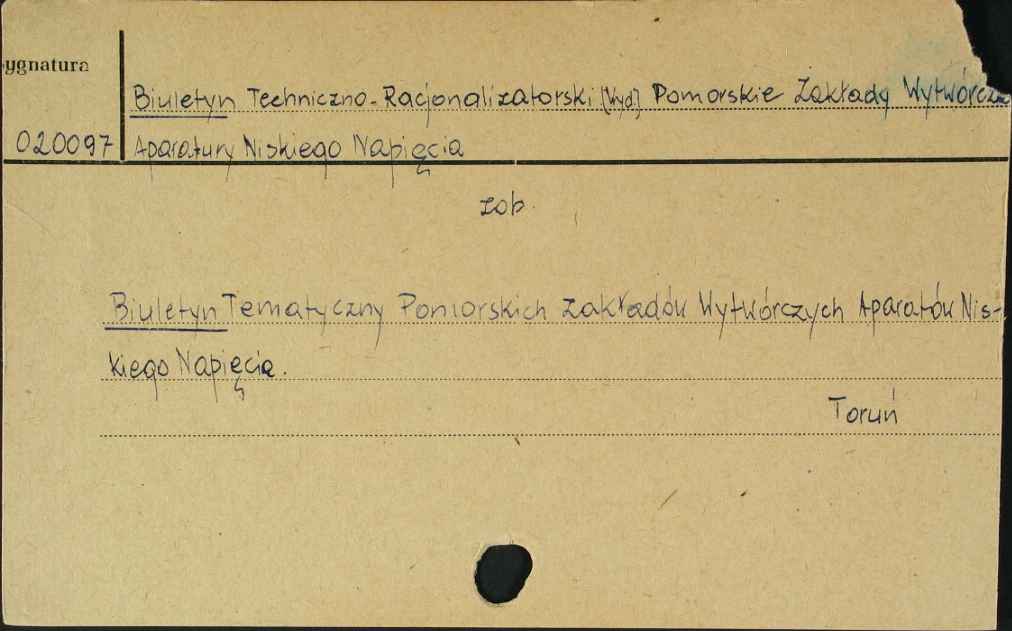 ygnatura
Biuletyn Techniczno-Racjonalizatorski [Wyd] Pomorskie Zakłady Wytwórcze
020097 Aparatury Niskiego Napięcia
zob.
Biuletyn Tematyczny Pomorskich Zakładów Wytwórczych Aparatów Nis-
kiego Napięcia.
Toruń